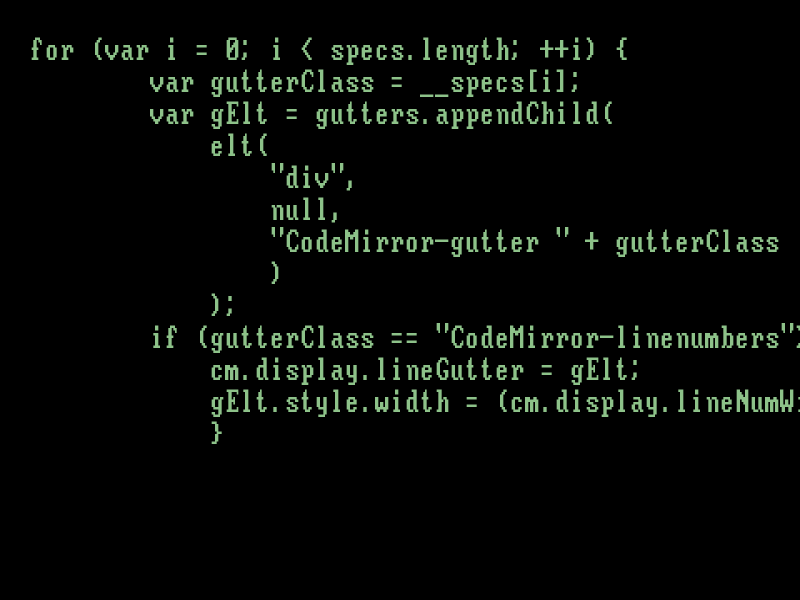 for (var i = 0; i < specs.length; ++i) {
var gutterClass = __specs[i];
var gElt = gutters.appendChild(
elt(
"div",
null,
"CodeMirror-gutter " + gutterClass
)
);
if (gutterClass == "CodeMirror-linenumbers")
cm.display.lineGutter = gElt;
gElt.style.width = (cm.display.lineNumWi
}